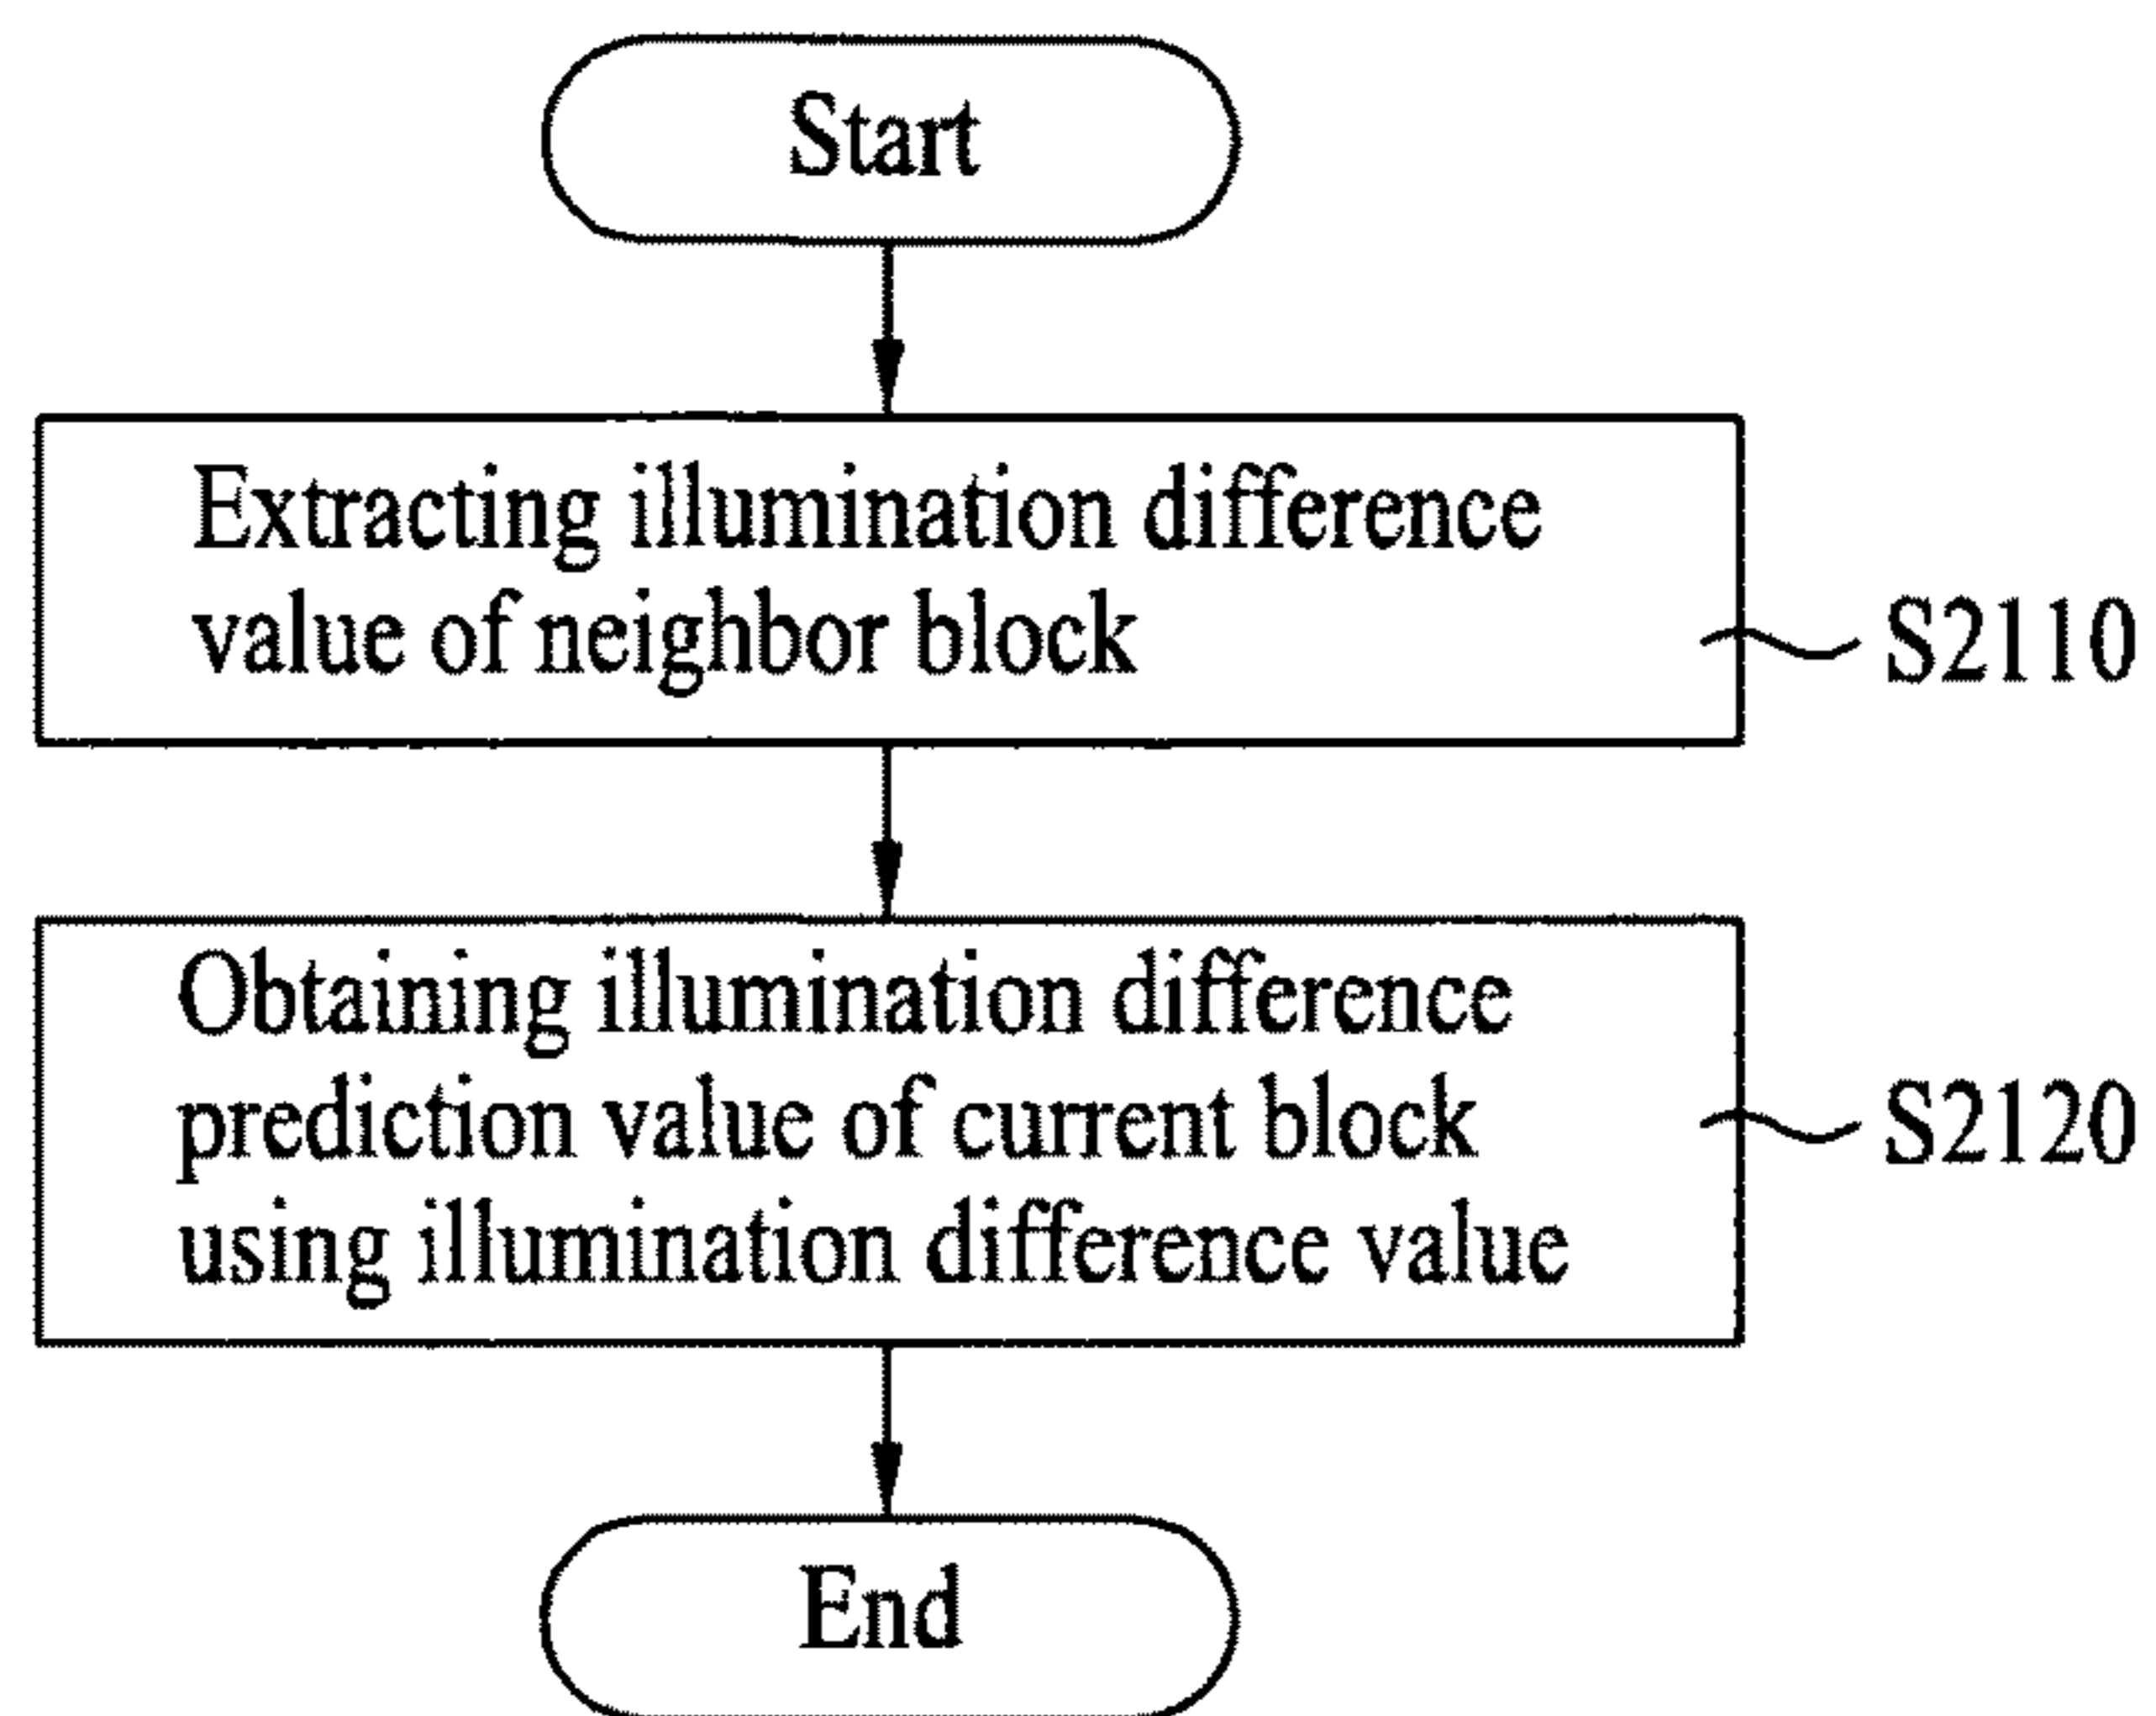 Start
Extracting illumination difference
value of neighbor block
S2110
Obtaining illumination difference
prediction value of current block
using illumination difference value
S2120
End